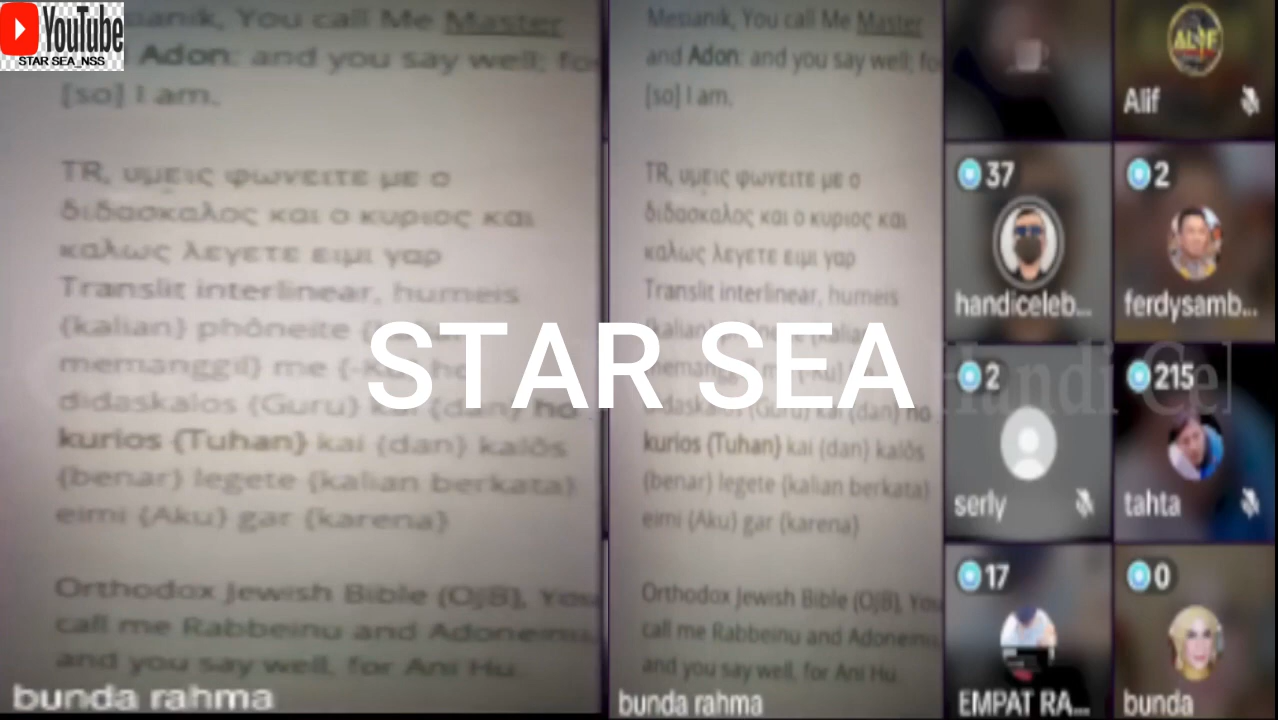 YouTube
STAR SEA_NSS
anik, You call Me Master
Adon: and you say well; for
[so] I am.
TR, υμεις φωνειτε με ο
διδασκαλος και ο κυριος και
καλως λεγετε ειμι γαρ
Translit interlinear, humeis
{kalian} phôneite
memanggil} me
didaskalos {Guru} kai {dan} ho
kurios {Tuhan} kai {dan} kalôs
{benar} legete {kalian berkata}
eimi {Aku} gar {karena}
Orthodox Jewish Bible (OJB), You
call me Rabbeinu and Adoneinu,
and you say well, for Ani Hu.
bunda rahma
Mesianik, You call Me Master
and Adon: and you say well; for
[so] I am.
TR, υμεις φωνειτε με ο
διδασκαλος και ο κυριος και
καλως λεγετε ειμι γαρ
Translit interlinear, humeis
{kalian}
me
{Guru} kai {dan} ho
kurios {Tuhan} kai {dan} kalôs
{benar} legete {kalian berkata}
eimi {Aku} gar {karena}
Orthodox Jewish Bible (OJB), You
call me Rabbeinu and Adoneinu,
and you say well, for Ani Hu.
bunda rahma
STAR SEA
Handi Cel
ALIF
Alif
37
handiceleb...
2
ferdysamb...
2
serly
215
tahta
17
EMPAT RA...
0
bunda